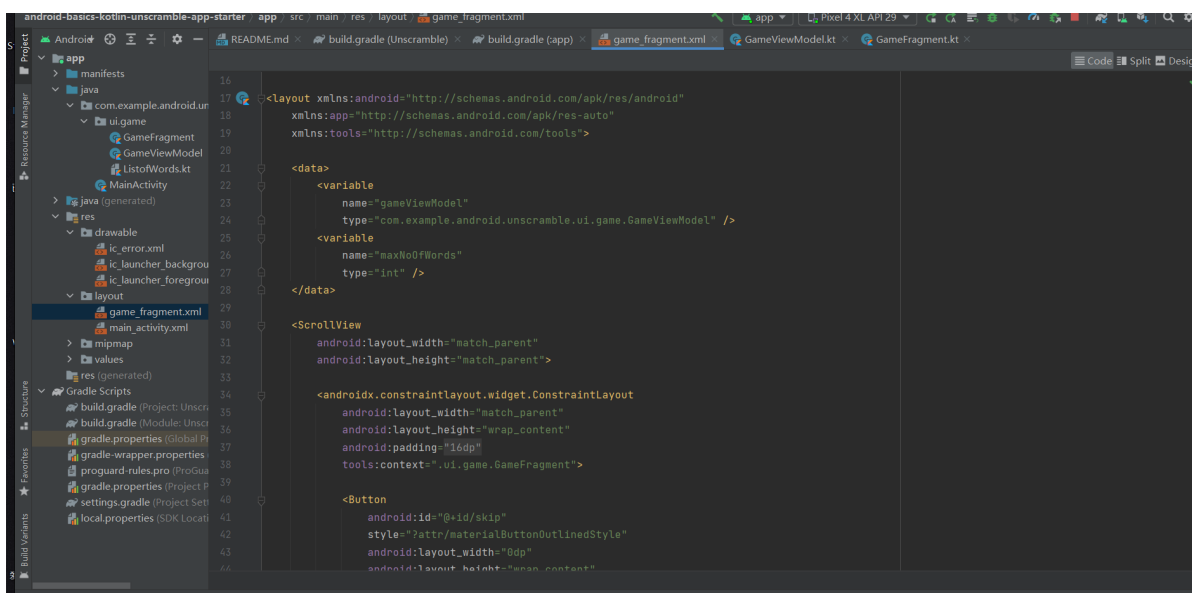 android-basics-kotlin-unscramble-app-starter app src main res layout game_fragment.xml
app Pixel 4 XL API 29
Android
README.md build.gradle (Unscramble) build.gradle (:app) game_fragment.xml GameViewModel.kt GameFragment.kt
Code Split Desig
Project
Resource Manager
Structure
Favorites
Build Variants
app
manifests
java
com.example.android.un
ui.game
GameFragment
GameViewModel
ListofWords.kt
MainActivity
java (generated)
res
drawable
ic_error.xml
ic_launcher_backgrou
ic_launcher_foregrour
layout
game_fragment.xml
main_activity.xml
mipmap
values
res (generated)
Gradle Scripts
build.gradle (Project: Unscra
build.gradle (Module: Unscr
gradle.properties (Global Pr
gradle-wrapper.properties
proguard-rules.pro (ProGua
gradle.properties (Project P
settings.gradle (Project Sett
local.properties (SDK Locati
16
17 <layout xmlns:android="http://schemas.android.com/apk/res/android"
18 xmlns:app="http://schemas.android.com/apk/res-auto"
19 xmlns:tools="http://schemas.android.com/tools">
20
21 <data>
22 <variable
23 name="gameViewModel"
24 type="com.example.android.unscramble.ui.game.GameViewModel" />
25 <variable
26 name="maxNoOfWords"
27 type="int" />
28 </data>
29
30 <ScrollView
31 android:layout_width="match_parent"
32 android:layout_height="match_parent">
33
34 <androidx.constraintlayout.widget.ConstraintLayout
35 android:layout_width="match_parent"
36 android:layout_height="wrap_content"
37 android:padding="16dp"
38 tools:context=".ui.game.GameFragment">
39
40 <Button
41 android:id="@+id/skip"
42 style="?attr/materialButtonOutlinedStyle"
43 android:layout_width="0dp"
44 android:layout_height="wrap_content"